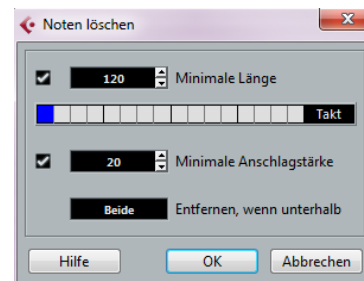 Noten löschen
120 Minimale Länge
Takt
20 Minimale Anschlagstärke
Beide Entfernen, wenn unterhalb
Hilfe OK Abbrechen